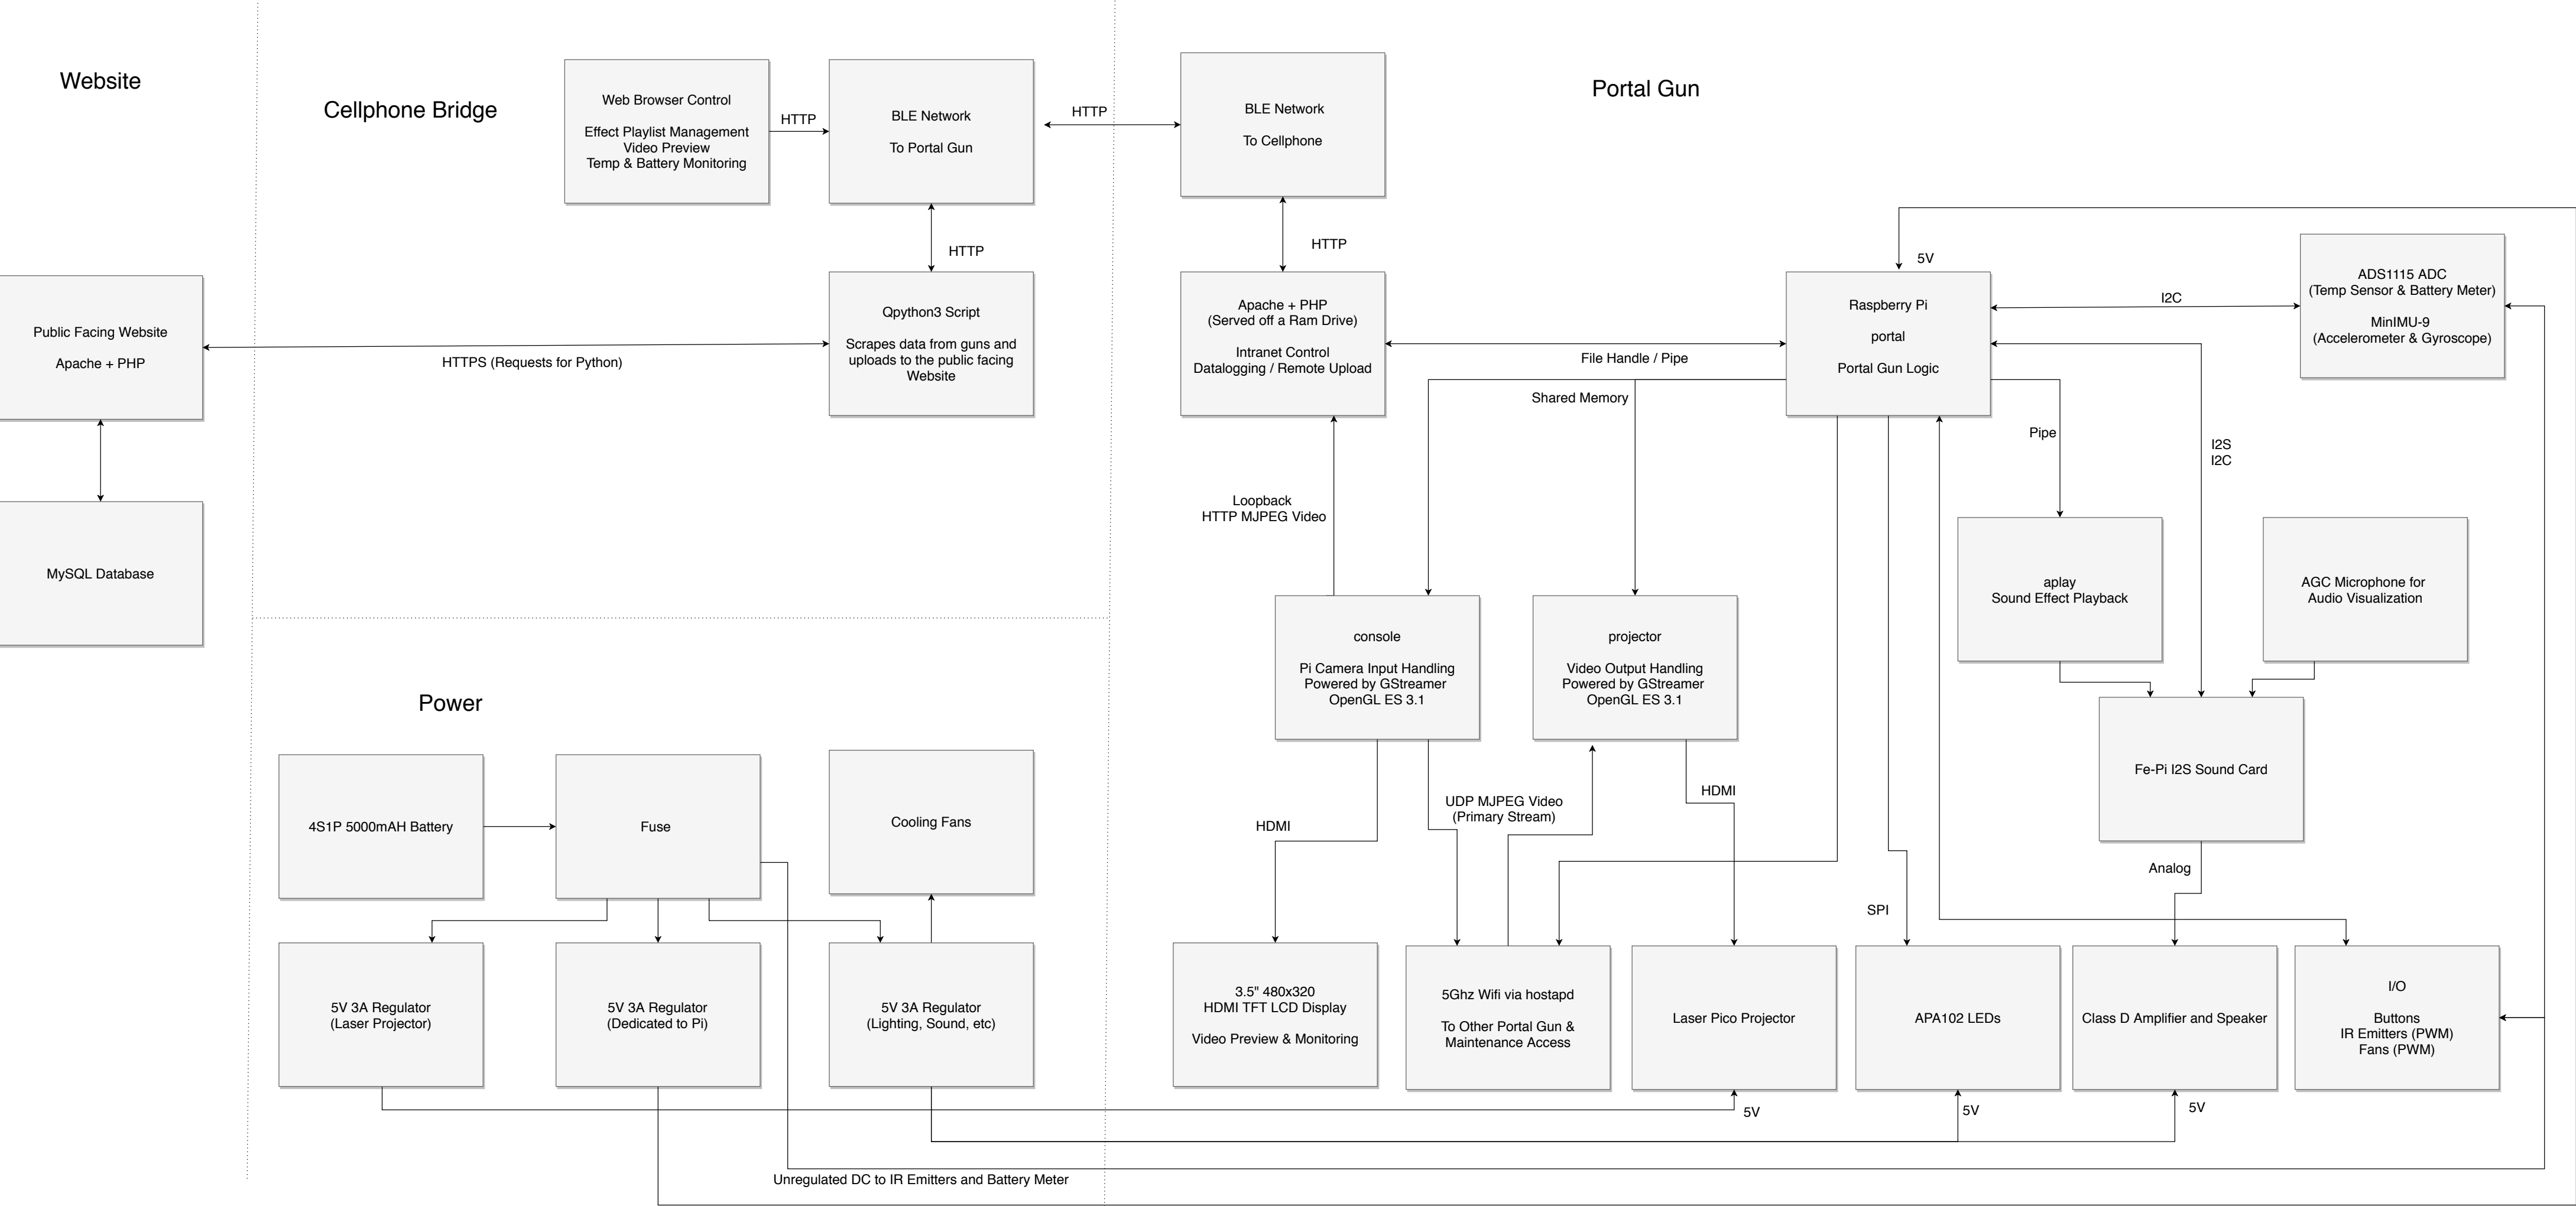 Website
Cellphone Bridge
Portal Gun
Web Browser Control
Effect Playlist Management
Video Preview
Temp & Battery Monitoring
HTTP
BLE Network
To Portal Gun
HTTP
BLE Network
To Cellphone
HTTP
HTTP
Public Facing Website
Apache + PHP
HTTPS (Requests for Python)
Qpython3 Script
Scrapes data from guns and
uploads to the public facing
Website
Apache + PHP
(Served off a Ram Drive)
Intranet Control
Datalogging / Remote Upload
File Handle / Pipe
5V
Raspberry Pi
portal
Portal Gun Logic
I2C
ADS1115 ADC
(Temp Sensor & Battery Meter)
MinIMU-9
(Accelerometer & Gyroscope)
Shared Memory
Pipe
I2S
I2C
MySQL Database
Loopback
HTTP MJPEG Video
aplay
Sound Effect Playback
AGC Microphone for
Audio Visualization
console
Pi Camera Input Handling
Powered by GStreamer
OpenGL ES 3.1
projector
Video Output Handling
Powered by GStreamer
OpenGL ES 3.1
Fe-Pi I2S Sound Card
Power
4S1P 5000mAH Battery
Fuse
Cooling Fans
HDMI
UDP MJPEG Video
(Primary Stream)
HDMI
Analog
SPI
5V 3A Regulator
(Laser Projector)
5V 3A Regulator
(Dedicated to Pi)
5V 3A Regulator
(Lighting, Sound, etc)
3.5" 480x320
HDMI TFT LCD Display
Video Preview & Monitoring
5Ghz Wifi via hostapd
To Other Portal Gun &
Maintenance Access
Laser Pico Projector
APA102 LEDs
Class D Amplifier and Speaker
I/O
Buttons
IR Emitters (PWM)
Fans (PWM)
5V
5V
5V
Unregulated DC to IR Emitters and Battery Meter